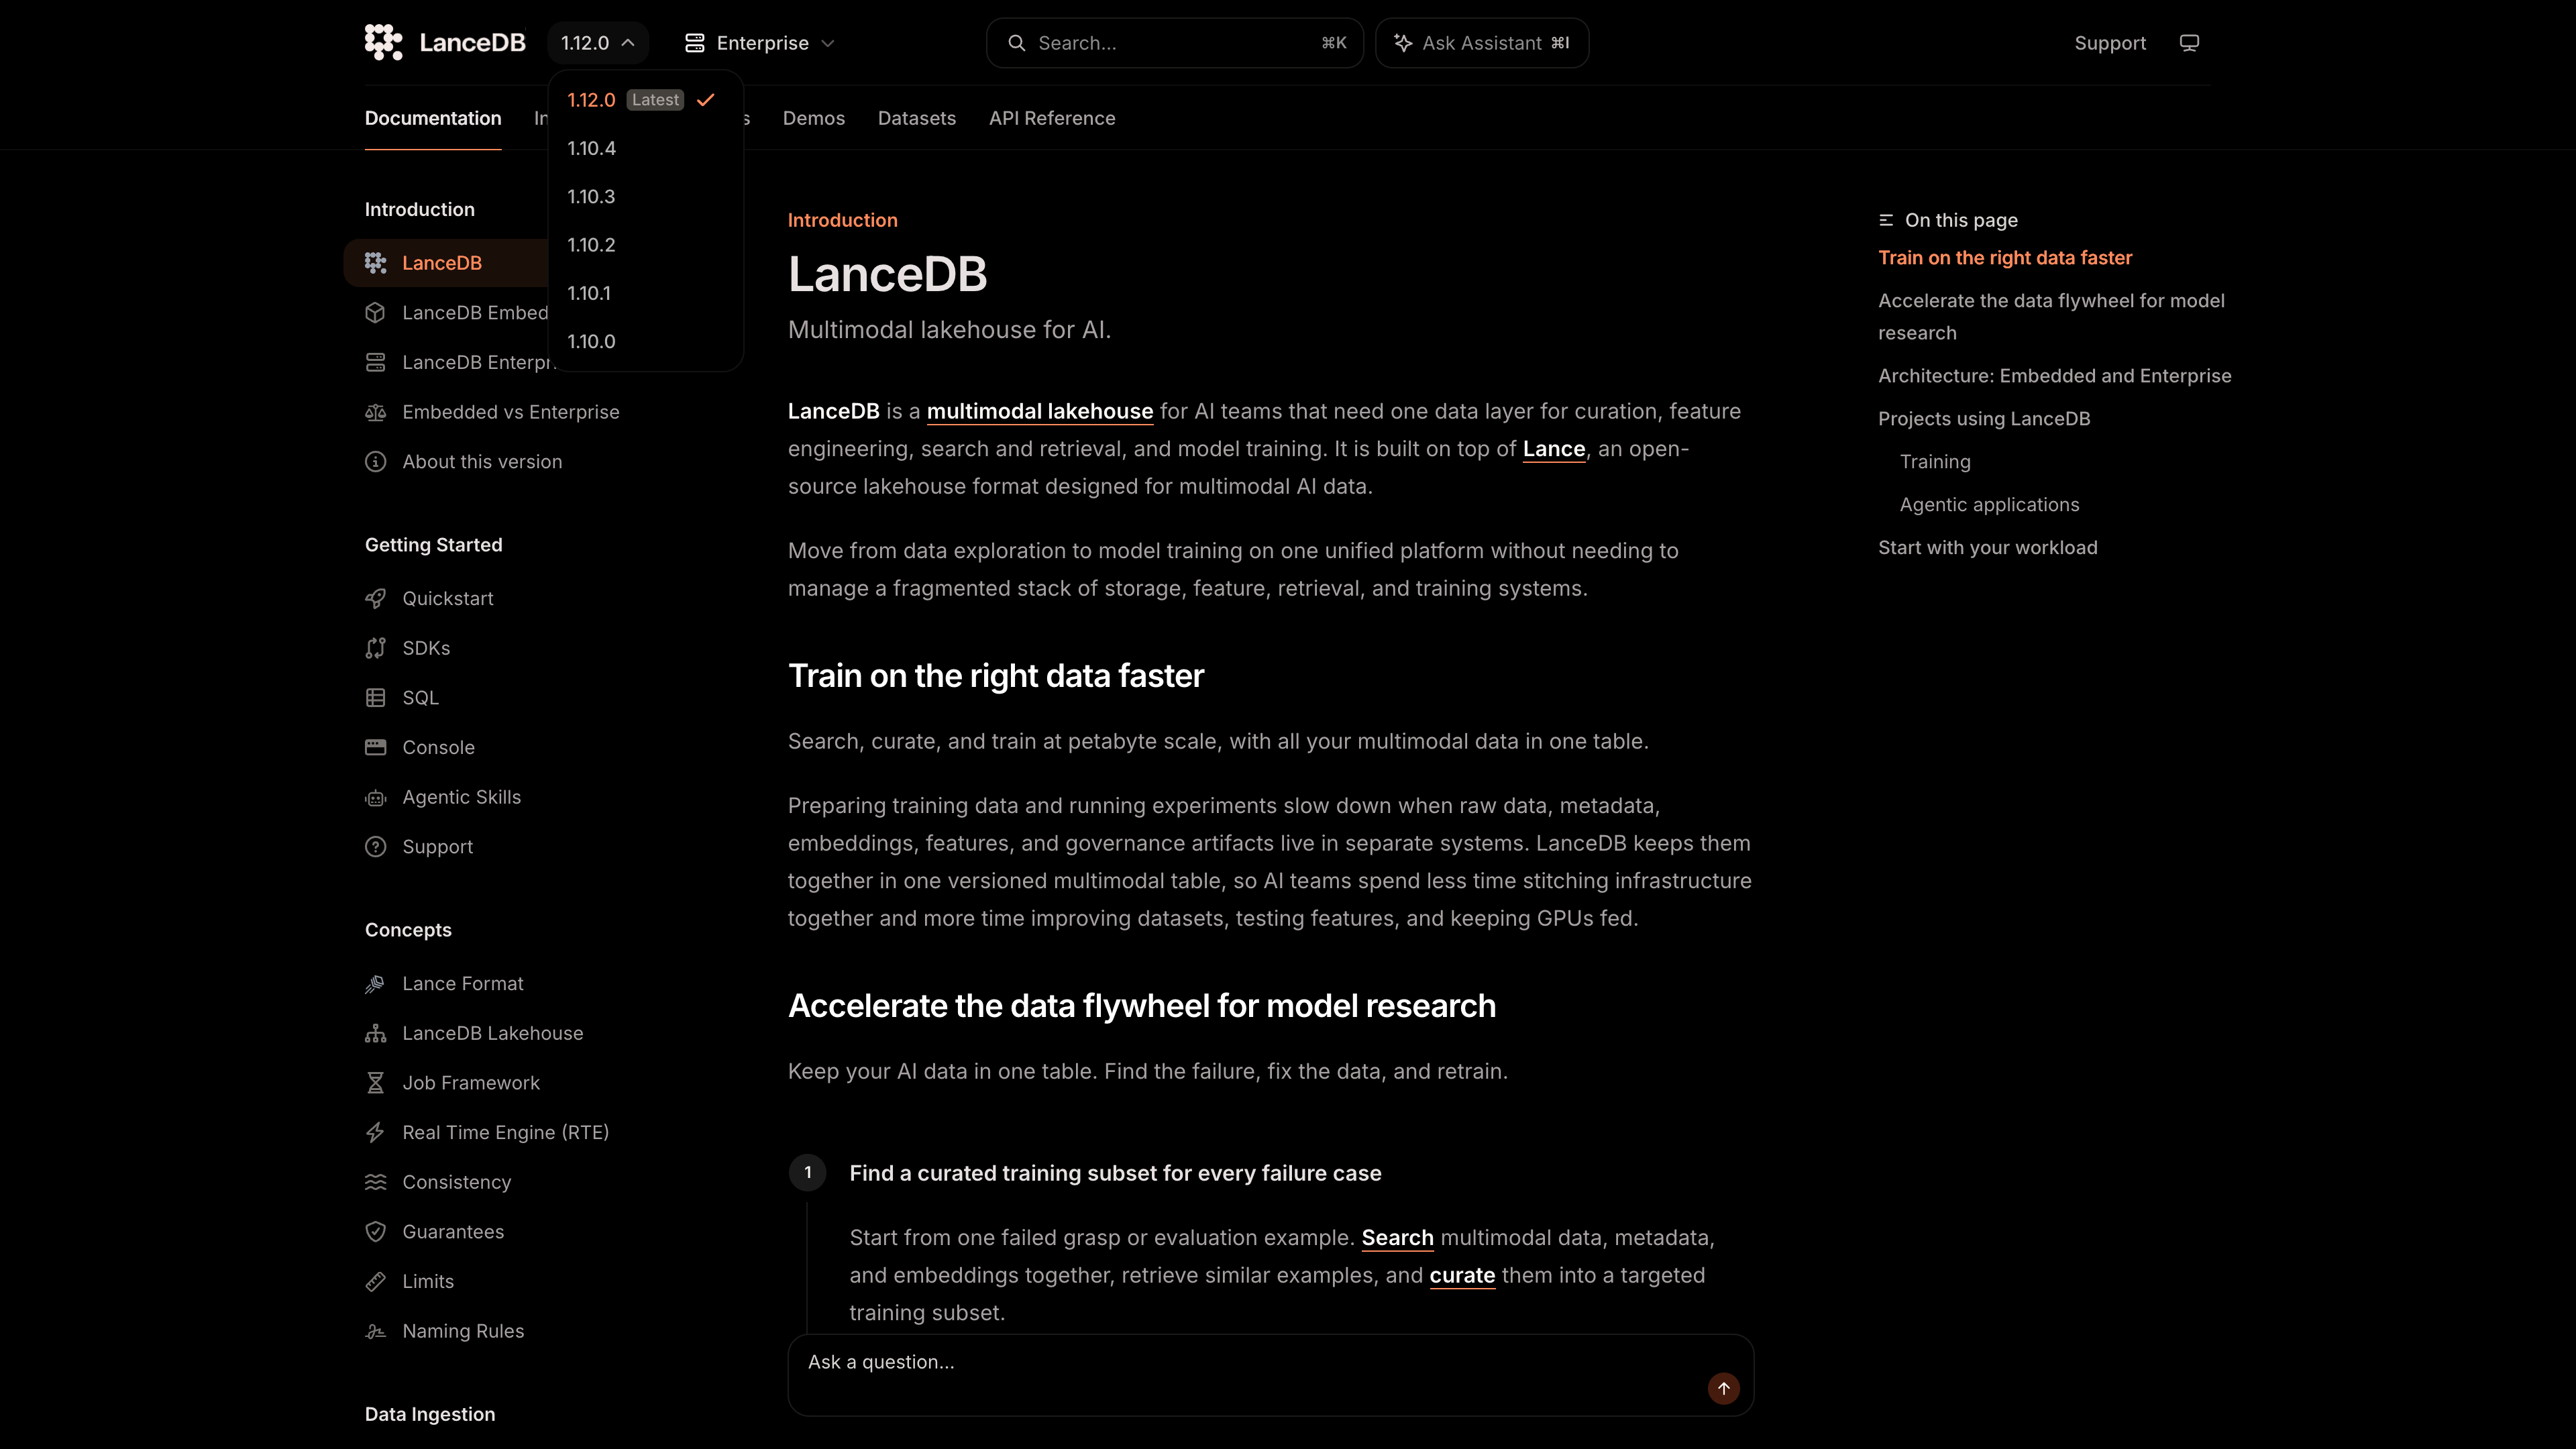 LanceDB
1.12.0
Enterprise
Search...
⌘K
Ask Assistant ⌘I
Support
1.12.0 Latest
1.10.4
1.10.3
1.10.2
1.10.1
1.10.0
Documentation
Demos
Datasets
API Reference
Introduction
LanceDB
LanceDB Embed
LanceDB Enterpr
Embedded vs Enterprise
About this version
Getting Started
Quickstart
SDKs
SQL
Console
Agentic Skills
Support
Concepts
Lance Format
LanceDB Lakehouse
Job Framework
Real Time Engine (RTE)
Consistency
Guarantees
Limits
Naming Rules
Data Ingestion
Introduction
LanceDB
Multimodal lakehouse for AI.
LanceDB is a multimodal lakehouse for AI teams that need one data layer for curation, feature
engineering, search and retrieval, and model training. It is built on top of Lance, an open-
source lakehouse format designed for multimodal AI data.
Move from data exploration to model training on one unified platform without needing to
manage a fragmented stack of storage, feature, retrieval, and training systems.
Train on the right data faster
Search, curate, and train at petabyte scale, with all your multimodal data in one table.
Preparing training data and running experiments slow down when raw data, metadata,
embeddings, features, and governance artifacts live in separate systems. LanceDB keeps them
together in one versioned multimodal table, so AI teams spend less time stitching infrastructure
together and more time improving datasets, testing features, and keeping GPUs fed.
Accelerate the data flywheel for model research
Keep your AI data in one table. Find the failure, fix the data, and retrain.
1
Find a curated training subset for every failure case
Start from one failed grasp or evaluation example. Search multimodal data, metadata,
and embeddings together, retrieve similar examples, and curate them into a targeted
training subset.
Ask a question...
On this page
Train on the right data faster
Accelerate the data flywheel for model
research
Architecture: Embedded and Enterprise
Projects using LanceDB
Training
Agentic applications
Start with your workload